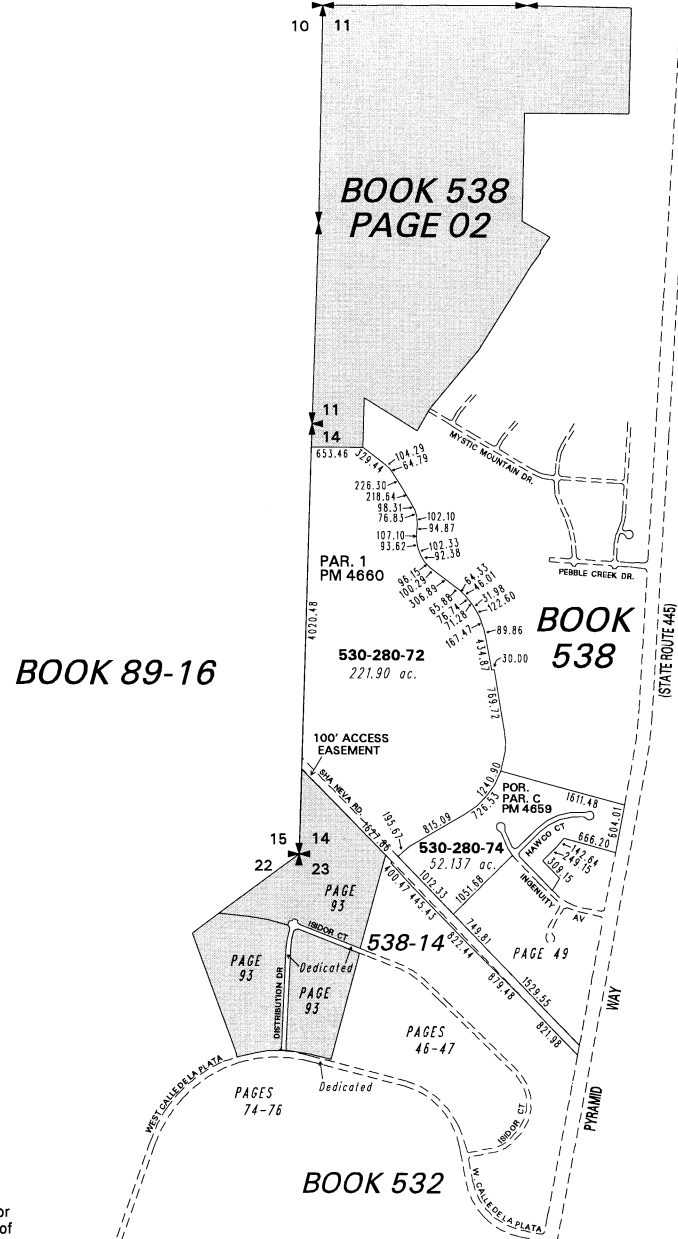 10
11
BOOK 538
PAGE 02
11
14
653.46
329.44
104.29
64.79
226.30
218.64
98.31
76.83
102.10
94.87
107.10
93.62
102.33
92.38
MYSTIC MOUNTAIN DR.
PEBBLE CREEK DR.
PAR. 1
PM 4660
96.15
100.29
306.89
64.33
46.01
65.88
76.74
71.28
31.98
122.60
167.47
89.86
434.87
30.00
769.72
4020.48
530-280-72
221.90 ac.
BOOK
538
(STATE ROUTE 445)
BOOK 89-16
100' ACCESS
EASEMENT
SHA NEVA RD.
1627.86
195.67
815.09
1240.90
726.53
POR.
PAR. C
PM 4659
1611.48
604.01
666.20
NAWCO CT
142.64
249.15
309.15
530-280-74
52.137 ac.
INGENUITY
AV
15
14
22
23
400.47
445.43
1012.33
1051.68
749.81
822.44
879.48
1529.55
821.98
PAGE
93
538-14
PAGE 49
ISIDOR CT
Dedicated
PAGE
93
PAGE
93
DISTRIBUTION DR
PAGES
46-47
WAY
PYRAMID
Dedicated
WEST CALLE DE LA PLATA
PAGES
74-76
ISIDOR CT
W. CALLE DE LA PLATA
BOOK 532
or
of